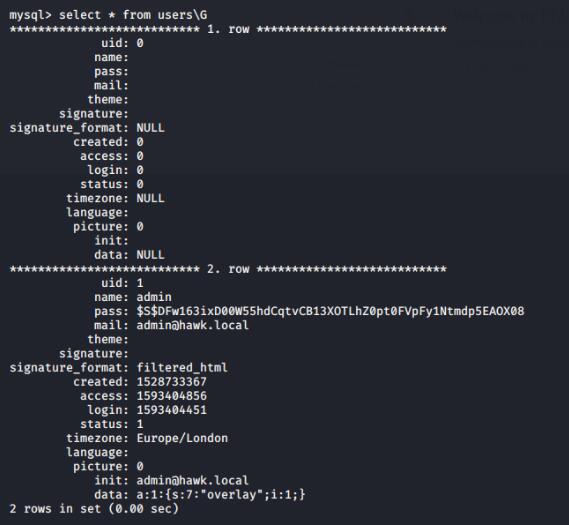 mysql> select * from users\G
*************************** 1. row ***************************
uid: 0
name:
pass:
mail:
theme:
signature:
signature_format: NULL
created: 0
access: 0
login: 0
status: 0
timezone: NULL
language:
picture: 0
init:
data: NULL
*************************** 2. row ***************************
uid: 1
name: admin
pass: $S$DFw163ixD00W55hdCqtvCB13XOTLhZ0pt0FVpFy1Ntmdp5EAOX08
mail: admin@hawk.local
theme:
signature:
signature_format: filtered_html
created: 1528733367
access: 1593404856
login: 1593404451
status: 1
timezone: Europe/London
language:
picture: 0
init: admin@hawk.local
data: a:1:{s:7:"overlay";i:1;}
2 rows in set (0.00 sec)